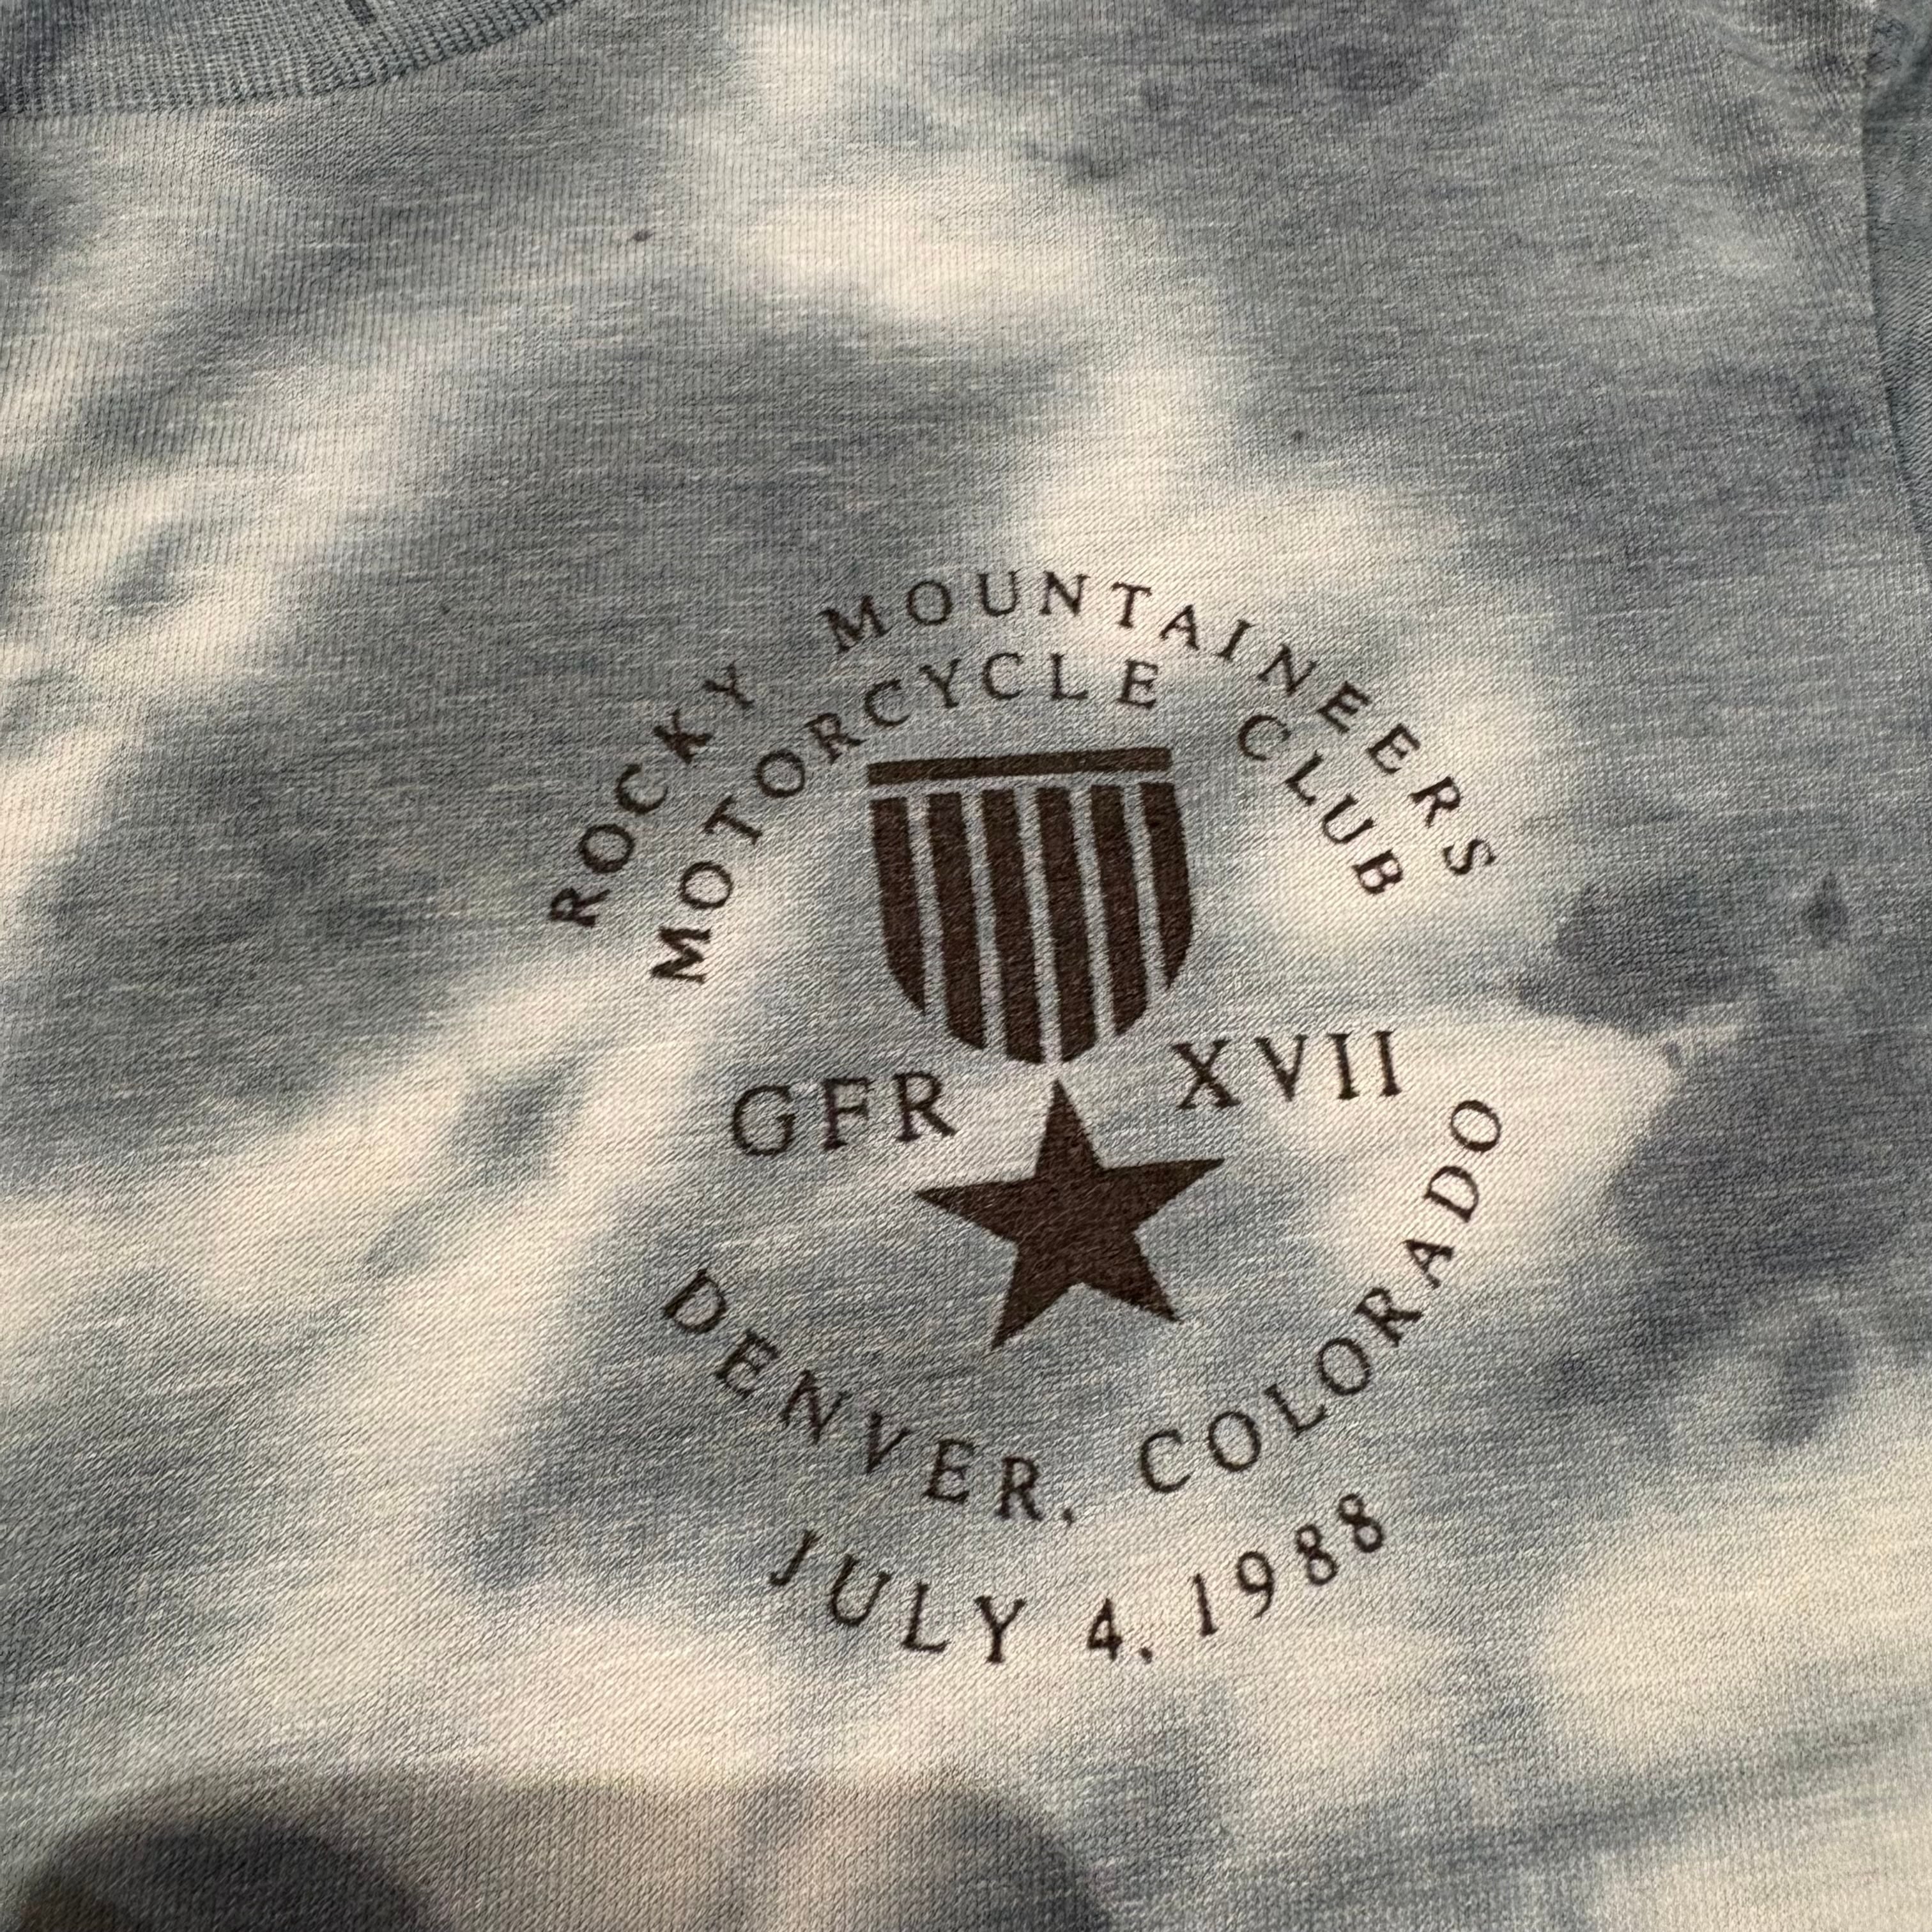 ROCKY MOUNTAINEERS
MOTORCYCLE CLUB
GFR XVII
DENVER, COLORADO
JULY 4, 1988